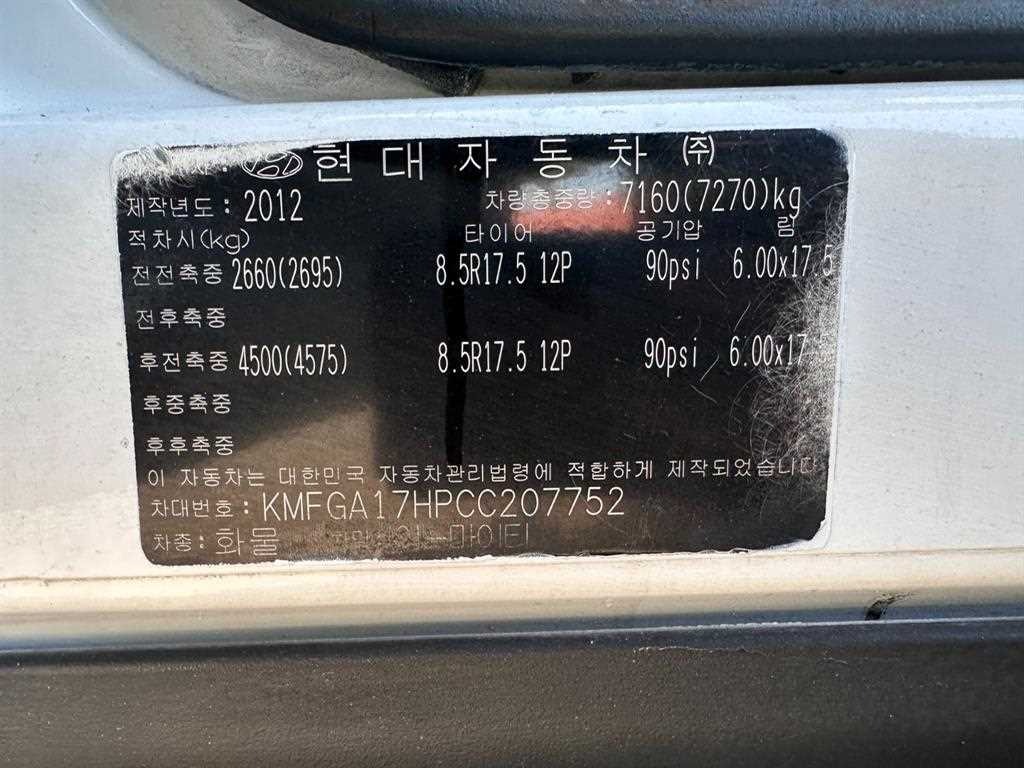 현대자동차 (주)
제작년도 : 2012 차량총중량 : 7160(7270)kg
적차시(kg) 타이어 공기압 림
전전축중 2660(2695) 8.5R17.5 12P 90psi 6.00x17.5
전후축중
후전축중 4500(4575) 8.5R17.5 12P 90psi 6.00x17.5
후중축중
후후축중
이 자동차는 대한민국 자동차관리법령에 적합하게 제작되었습니다
차대번호 : KMFGA17HPCC207752
차종: 화물 차명: e-마이티